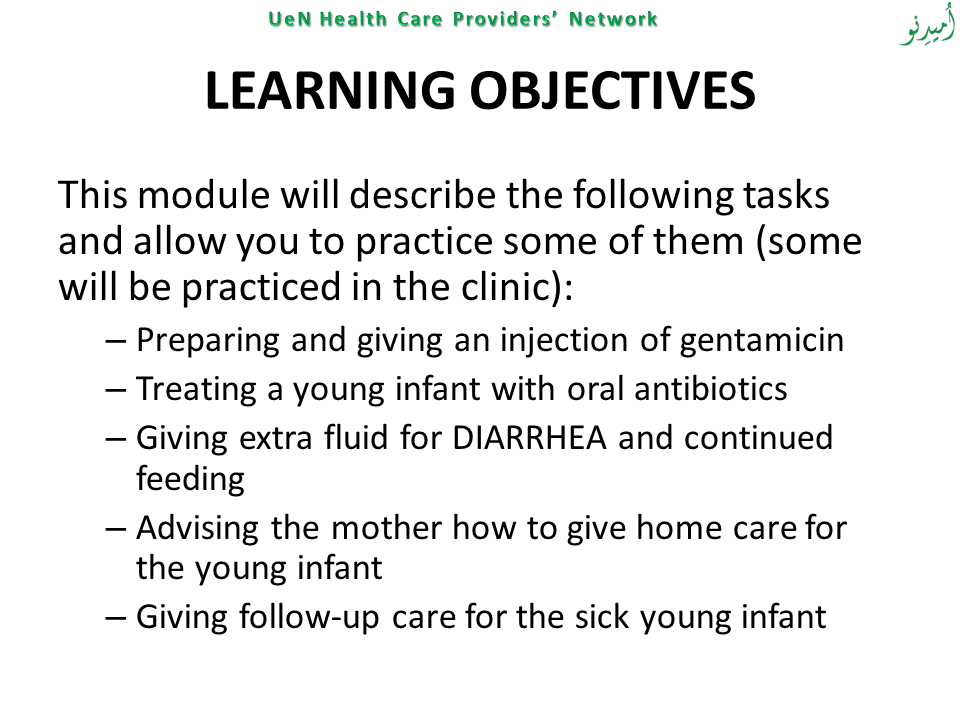 UeN Health Care Providers’ Network
اُمیدِنو
LEARNING OBJECTIVES
This module will describe the following tasks
and allow you to practice some of them (some
will be practiced in the clinic):
– Preparing and giving an injection of gentamicin
– Treating a young infant with oral antibiotics
– Giving extra fluid for DIARRHEA and continued
feeding
– Advising the mother how to give home care for
the young infant
– Giving follow-up care for the sick young infant